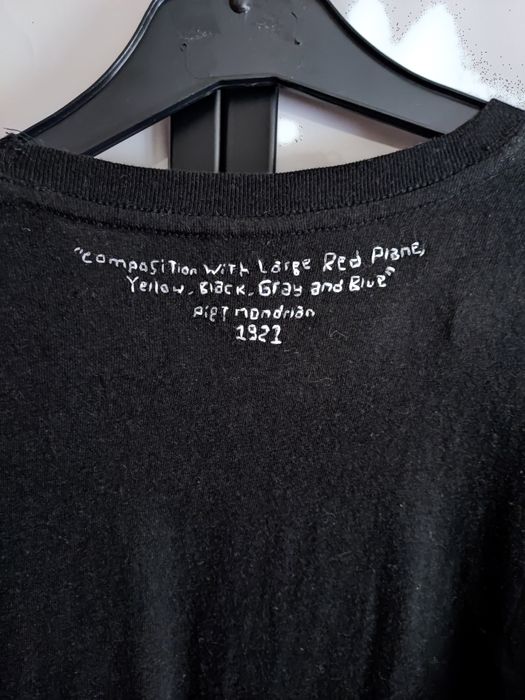 "Composition With Large Red Plane,
Yellow, Black, Gray and Blue"
Piet Mondrian
1921